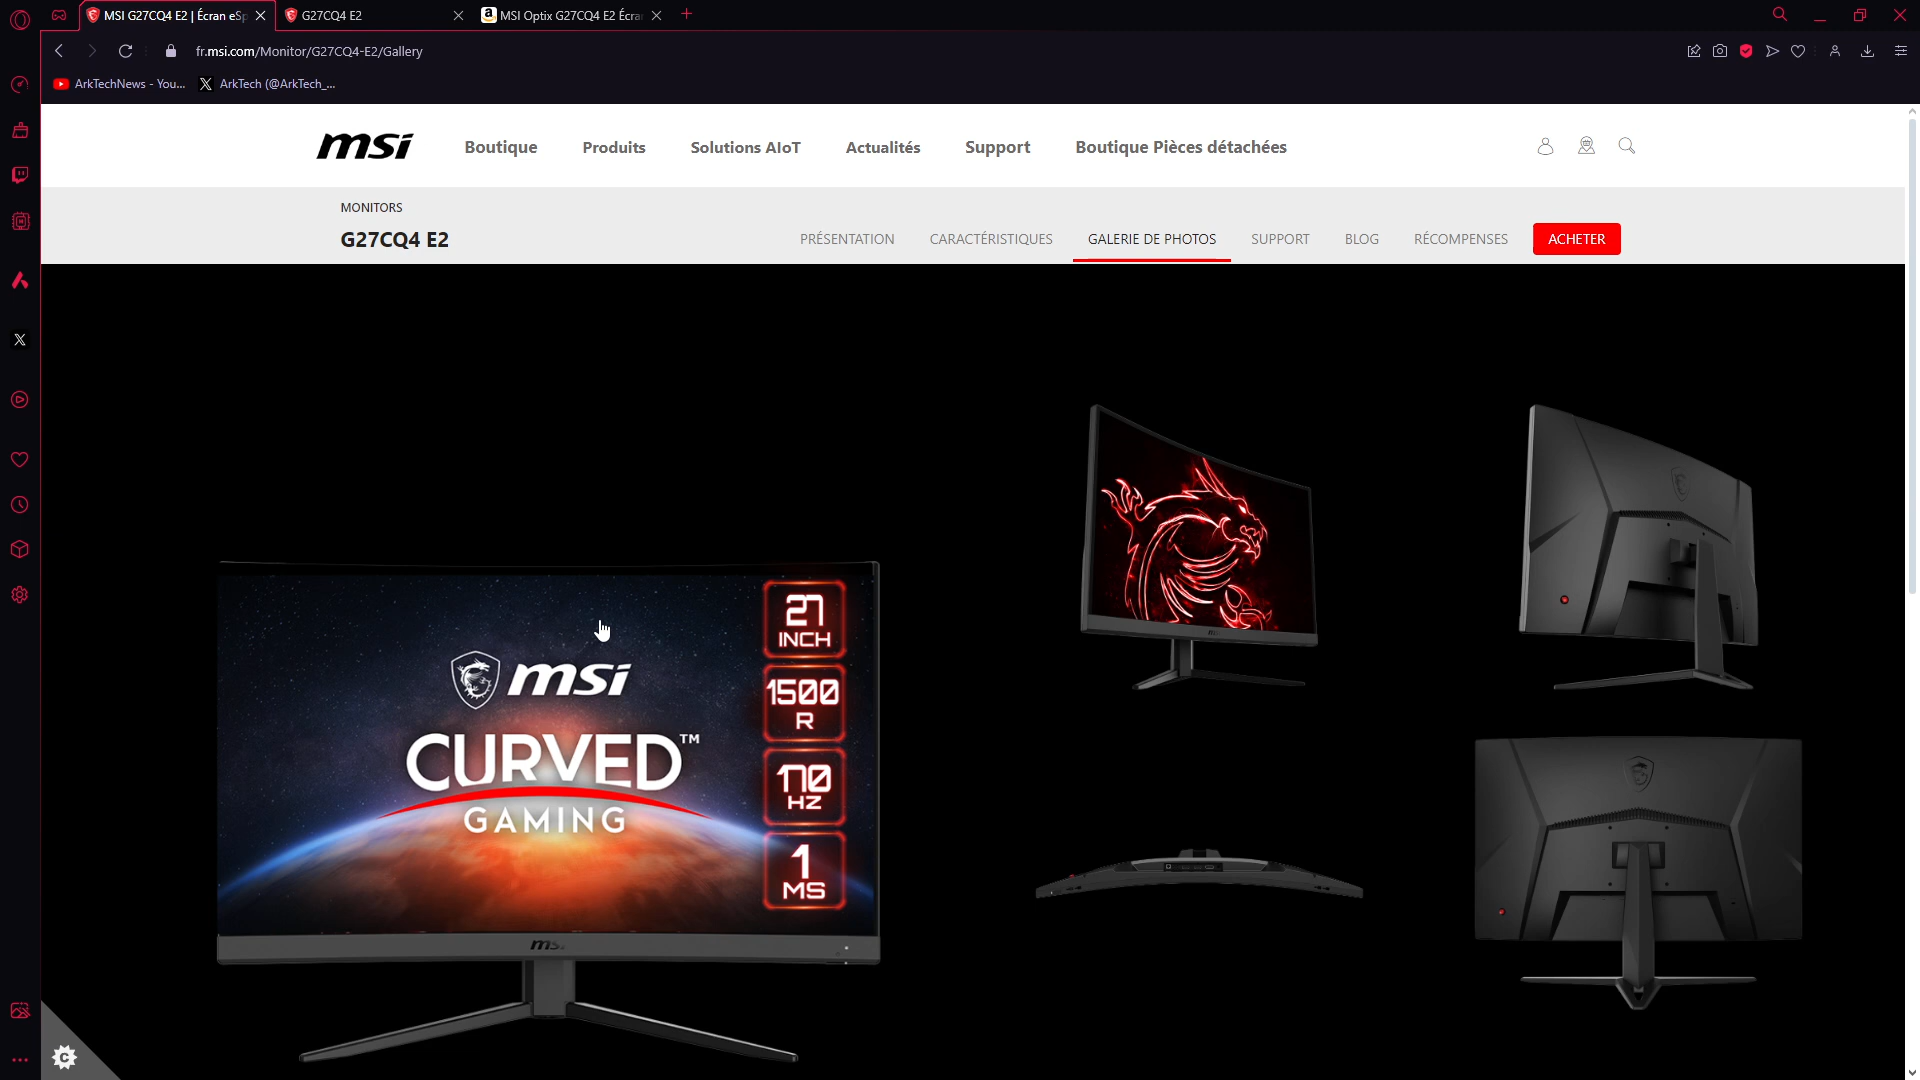 MSI G27CQ4 E2 | Écran eSp
G27CQ4 E2
MSI Optix G27CQ4 E2 Écra
fr.msi.com/Monitor/G27CQ4-E2/Gallery
ArkTechNews - You...
ArkTech (@ArkTech_...
msi
Boutique
Produits
Solutions AIoT
Actualités
Support
Boutique Pièces détachées
MONITORS
G27CQ4 E2
PRÉSENTATION
CARACTÉRISTIQUES
GALERIE DE PHOTOS
SUPPORT
BLOG
RÉCOMPENSES
ACHETER
msi
CURVED™
GAMING
27
INCH
1500
R
170
HZ
1
MS
msi